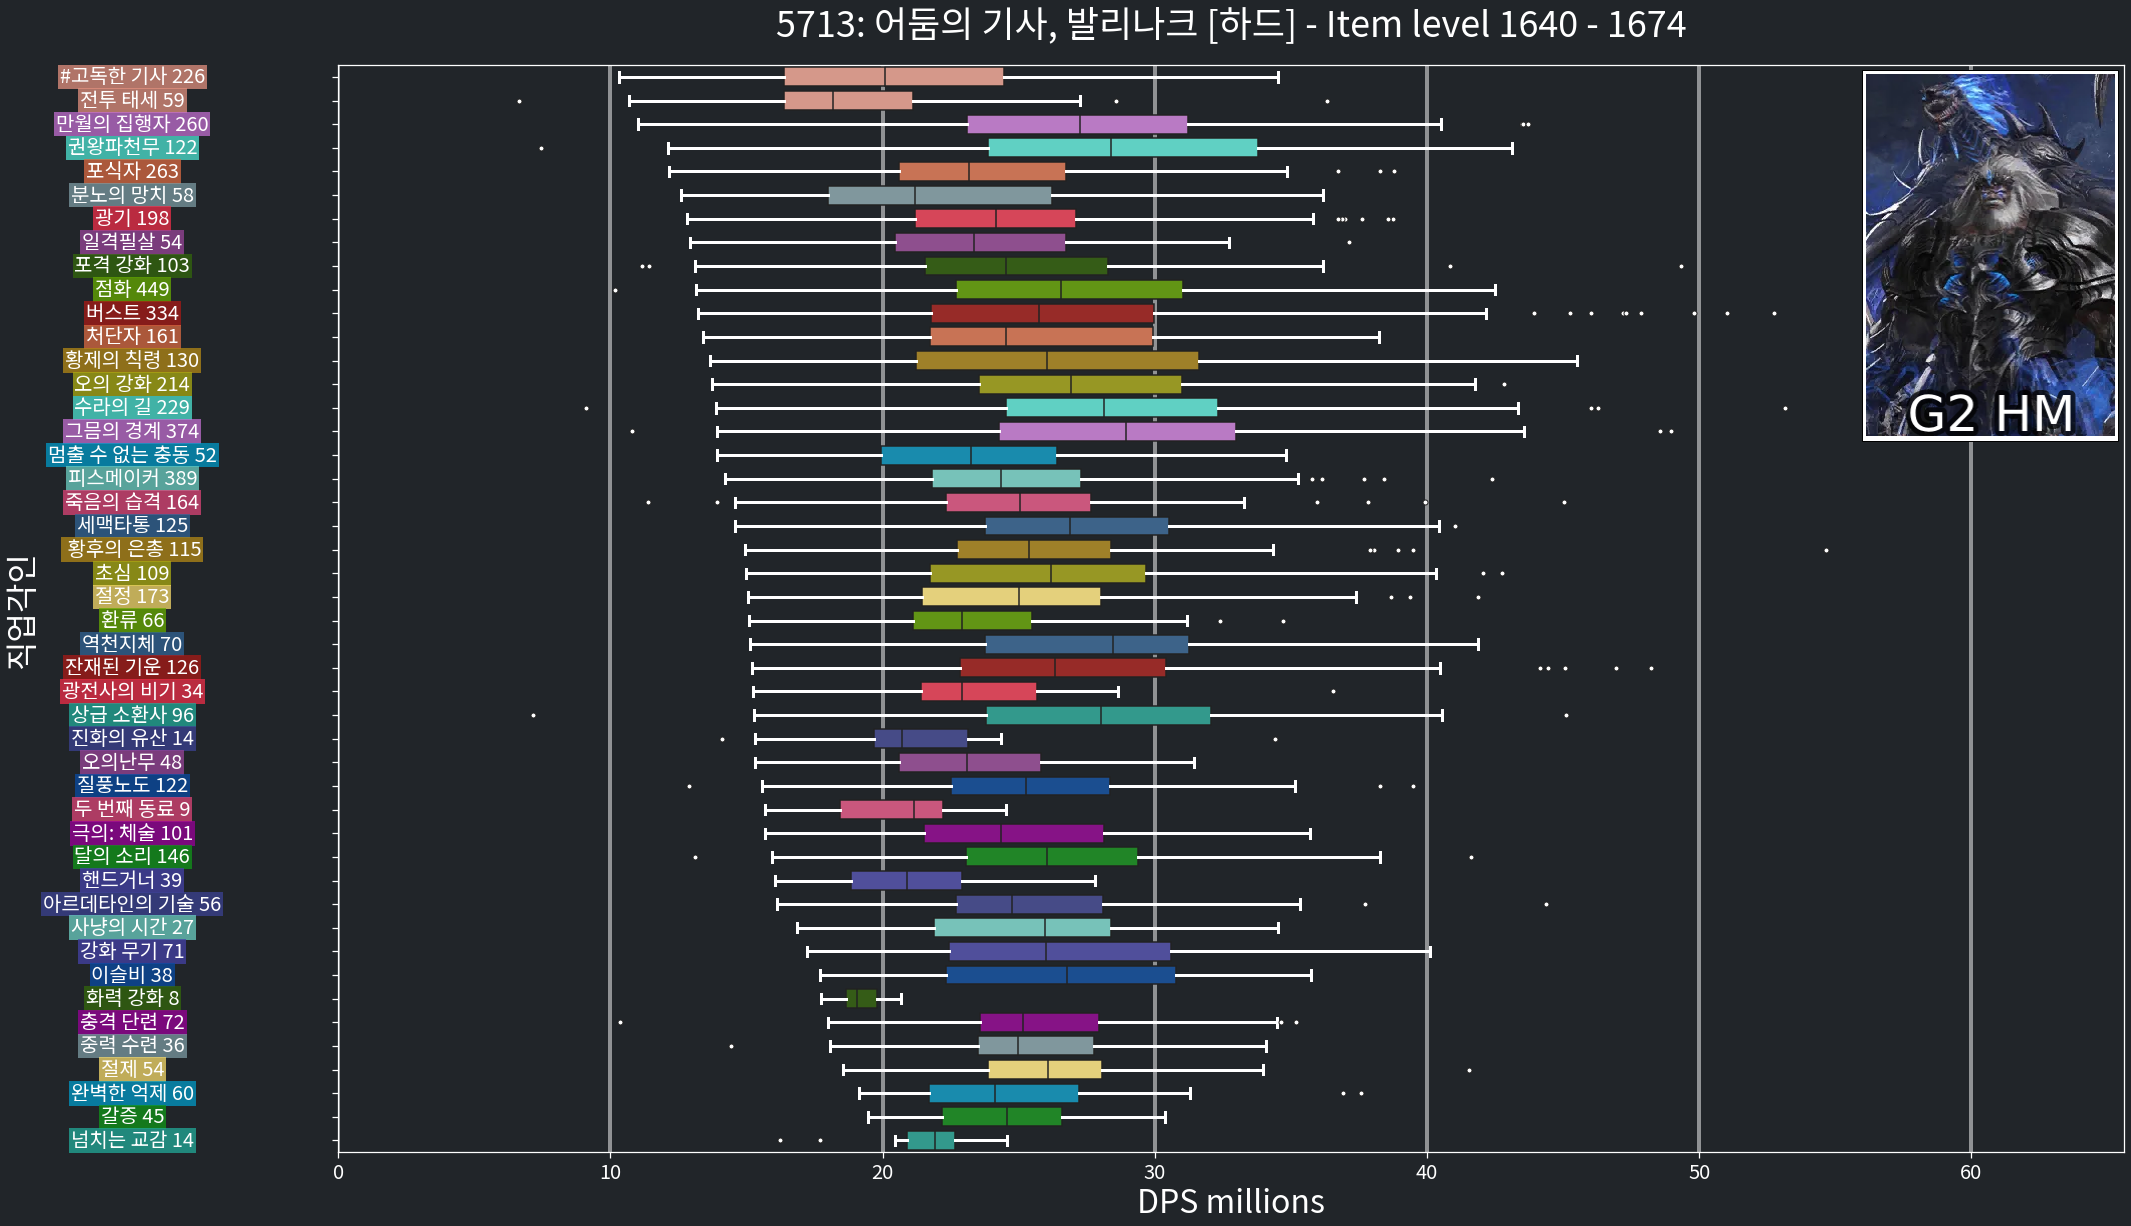 5713: 어둠의 기사, 발리나크 [하드] - Item level 1640 - 1674
#고독한 기사 226
전투 태세 59
만월의 집행자 260
권왕파천무 122
포식자 263
분노의 망치 58
광기 198
일격필살 54
포격 강화 103
점화 449
버스트 334
처단자 161
황제의 칙령 130
오의 강화 214
수라의 길 229
그믐의 경계 374
멈출 수 없는 충동 52
피스메이커 389
죽음의 습격 164
세맥타통 125
황후의 은총 115
초심 109
절정 173
환류 66
역천지체 70
잔재된 기운 126
광전사의 비기 34
상급 소환사 96
진화의 유산 14
오의난무 48
질풍노도 122
두 번째 동료 9
극의: 체술 101
달의 소리 146
핸드거너 39
아르데타인의 기술 56
사냥의 시간 27
강화 무기 71
이슬비 38
화력 강화 8
충격 단련 72
중력 수련 36
절제 54
완벽한 억제 60
갈증 45
넘치는 교감 14
직업각인
G2 HM
0 10 20 30 40 50 60
DPS millions